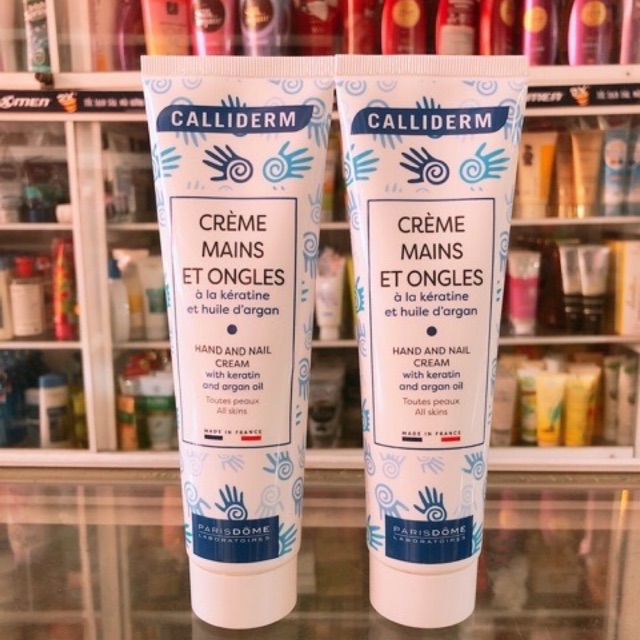 CALLIDERM
CRÈME
MAINS
ET ONGLES
à la kératine
et huile d'argan
HAND AND NAIL
CREAM
with keratin
and argan oil
Toutes peaux
All skins
MADE IN FRANCE
PARISDÔME
LABORATOIRES
CALLIDERM
CRÈME
MAINS
ET ONGLES
à la kératine
et huile d'argan
HAND AND NAIL
CREAM
with keratin
and argan oil
Toutes peaux
All skins
MADE IN FRANCE
PARISDÔME
LABORATOIRES